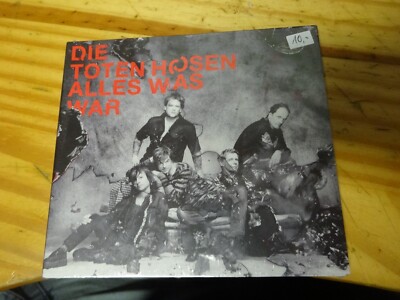 DIE
TOTEN HOSEN
ALLES WAS
WAR
10,-